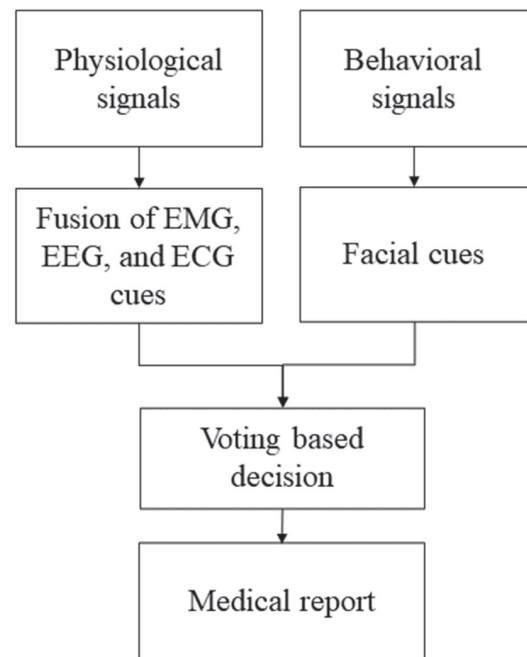 Physiological
signals
Behavioral
signals
Fusion of EMG,
EEG, and ECG
cues
Facial cues
Voting based
decision
Medical report